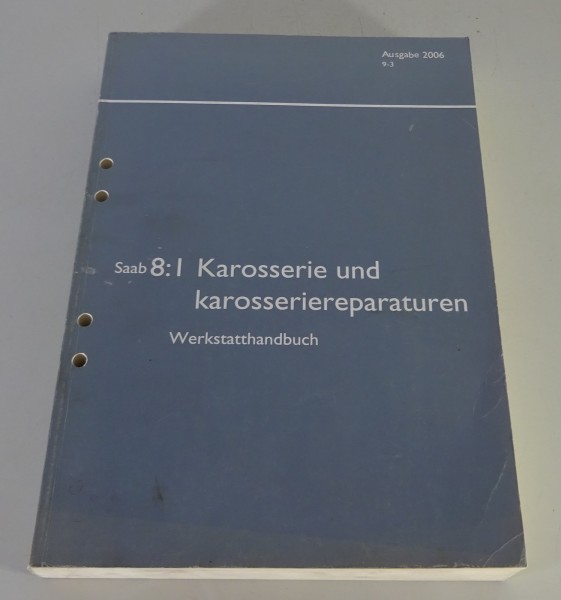 Ausgabe 2006
9-3
Saab 8:1 Karosserie und
karosseriereparaturen
Werkstatthandbuch